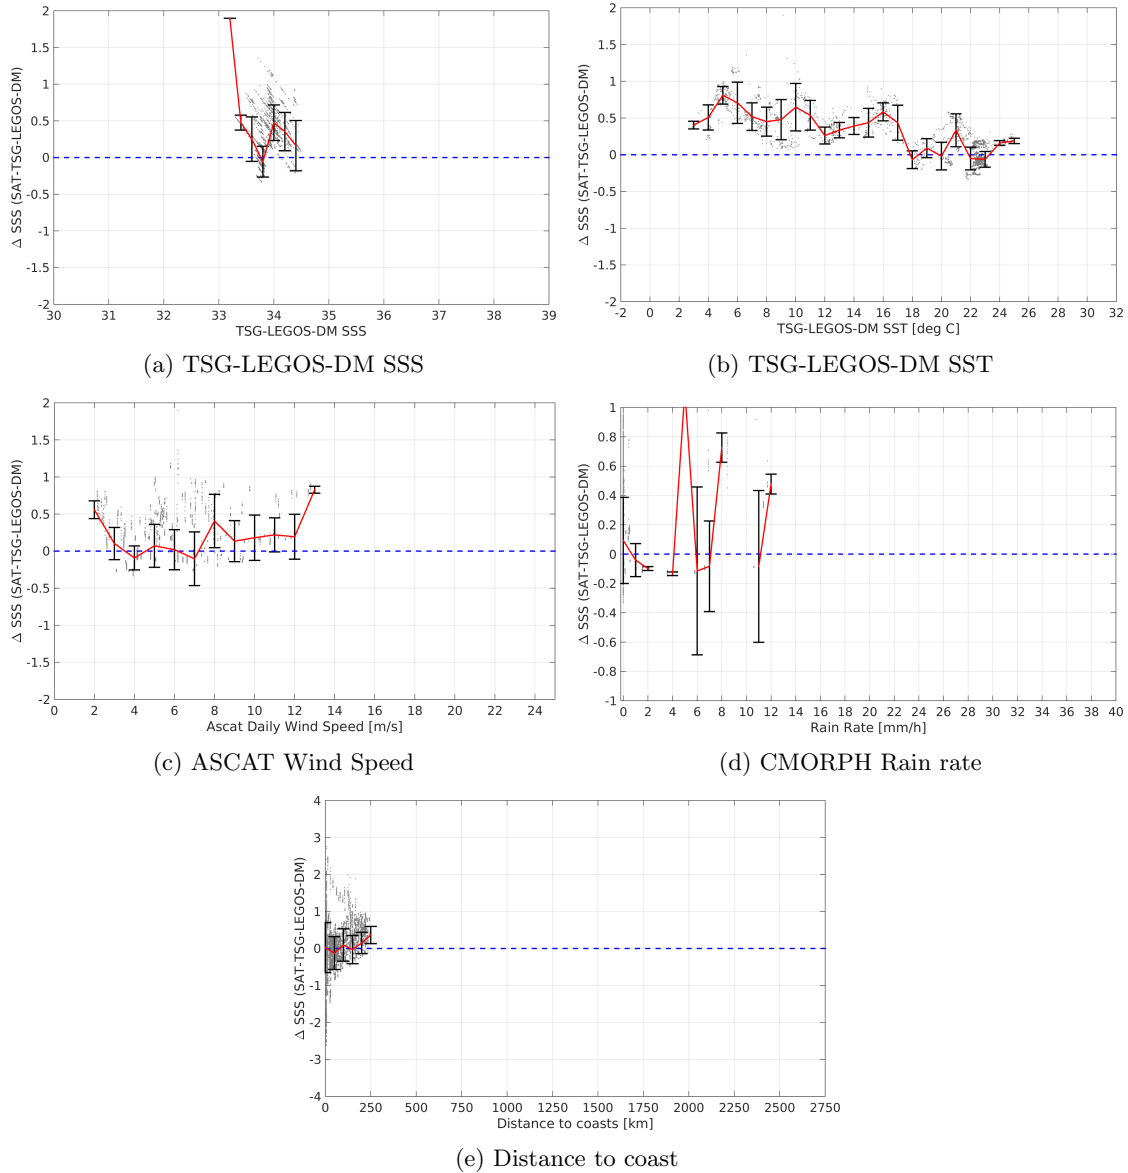 2
1.5
1
0.5
0
-0.5
-1
-1.5
-2
Δ SSS (SAT-TSG-LEGOS-DM)
30 31 32 33 34 35 36 37 38 39
TSG-LEGOS-DM SSS
(a) TSG-LEGOS-DM SSS
2
1.5
1
0.5
0
-0.5
-1
-1.5
-2
Δ SSS (SAT-TSG-LEGOS-DM)
-2 0 2 4 6 8 10 12 14 16 18 20 22 24 26 28 30 32
TSG-LEGOS-DM SST [deg C]
(b) TSG-LEGOS-DM SST
2
1.5
1
0.5
0
-0.5
-1
-1.5
-2
Δ SSS (SAT-TSG-LEGOS-DM)
0 2 4 6 8 10 12 14 16 18 20 22 24
Ascat Daily Wind Speed [m/s]
(c) ASCAT Wind Speed
1
0.8
0.6
0.4
0.2
0
-0.2
-0.4
-0.6
-0.8
-1
Δ SSS (SAT-TSG-LEGOS-DM)
0 2 4 6 8 10 12 14 16 18 20 22 24 26 28 30 32 34 36 38 40
Rain Rate [mm/h]
(d) CMORPH Rain rate
4
3
2
1
0
-1
-2
-3
-4
Δ SSS (SAT-TSG-LEGOS-DM)
0 250 500 750 1000 1250 1500 1750 2000 2250 2500 2750
Distance to coasts [km]
(e) Distance to coast